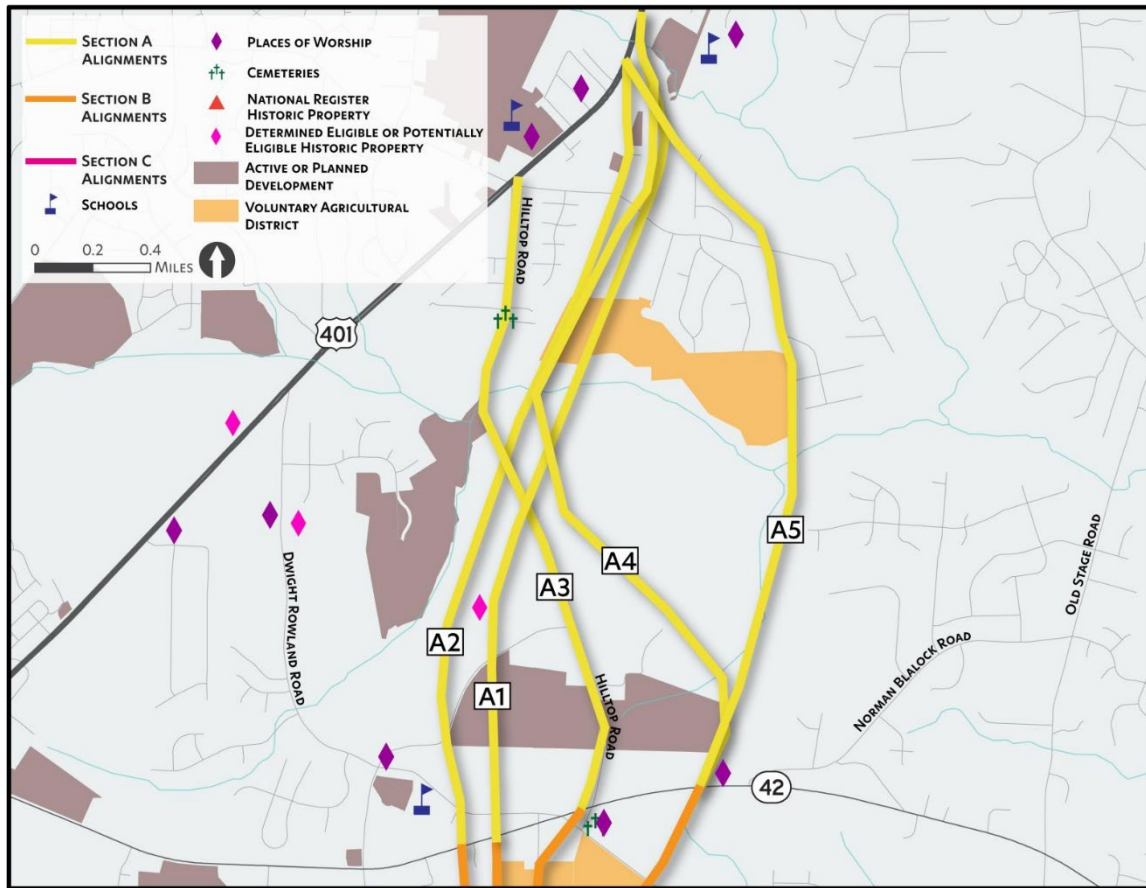 SECTION A
ALIGNMENTS
SECTION B
ALIGNMENTS
SECTION C
ALIGNMENTS
SCHOOLS
0 0.2 0.4
MILES
PLACES OF WORSHIP
CEMETERIES
NATIONAL REGISTER
HISTORIC PROPERTY
DETERMINED ELIGIBLE OR POTENTIALLY
ELIGIBLE HISTORIC PROPERTY
ACTIVE OR PLANNED
DEVELOPMENT
VOLUNTARY AGRICULTURAL
DISTRICT
HILLTOP ROAD
401
A5
OLD STAGE ROAD
A4
A3
DWIGHT ROWLAND ROAD
A2
A1
HILLTOP ROAD
NORMAN BLALOCK ROAD
42